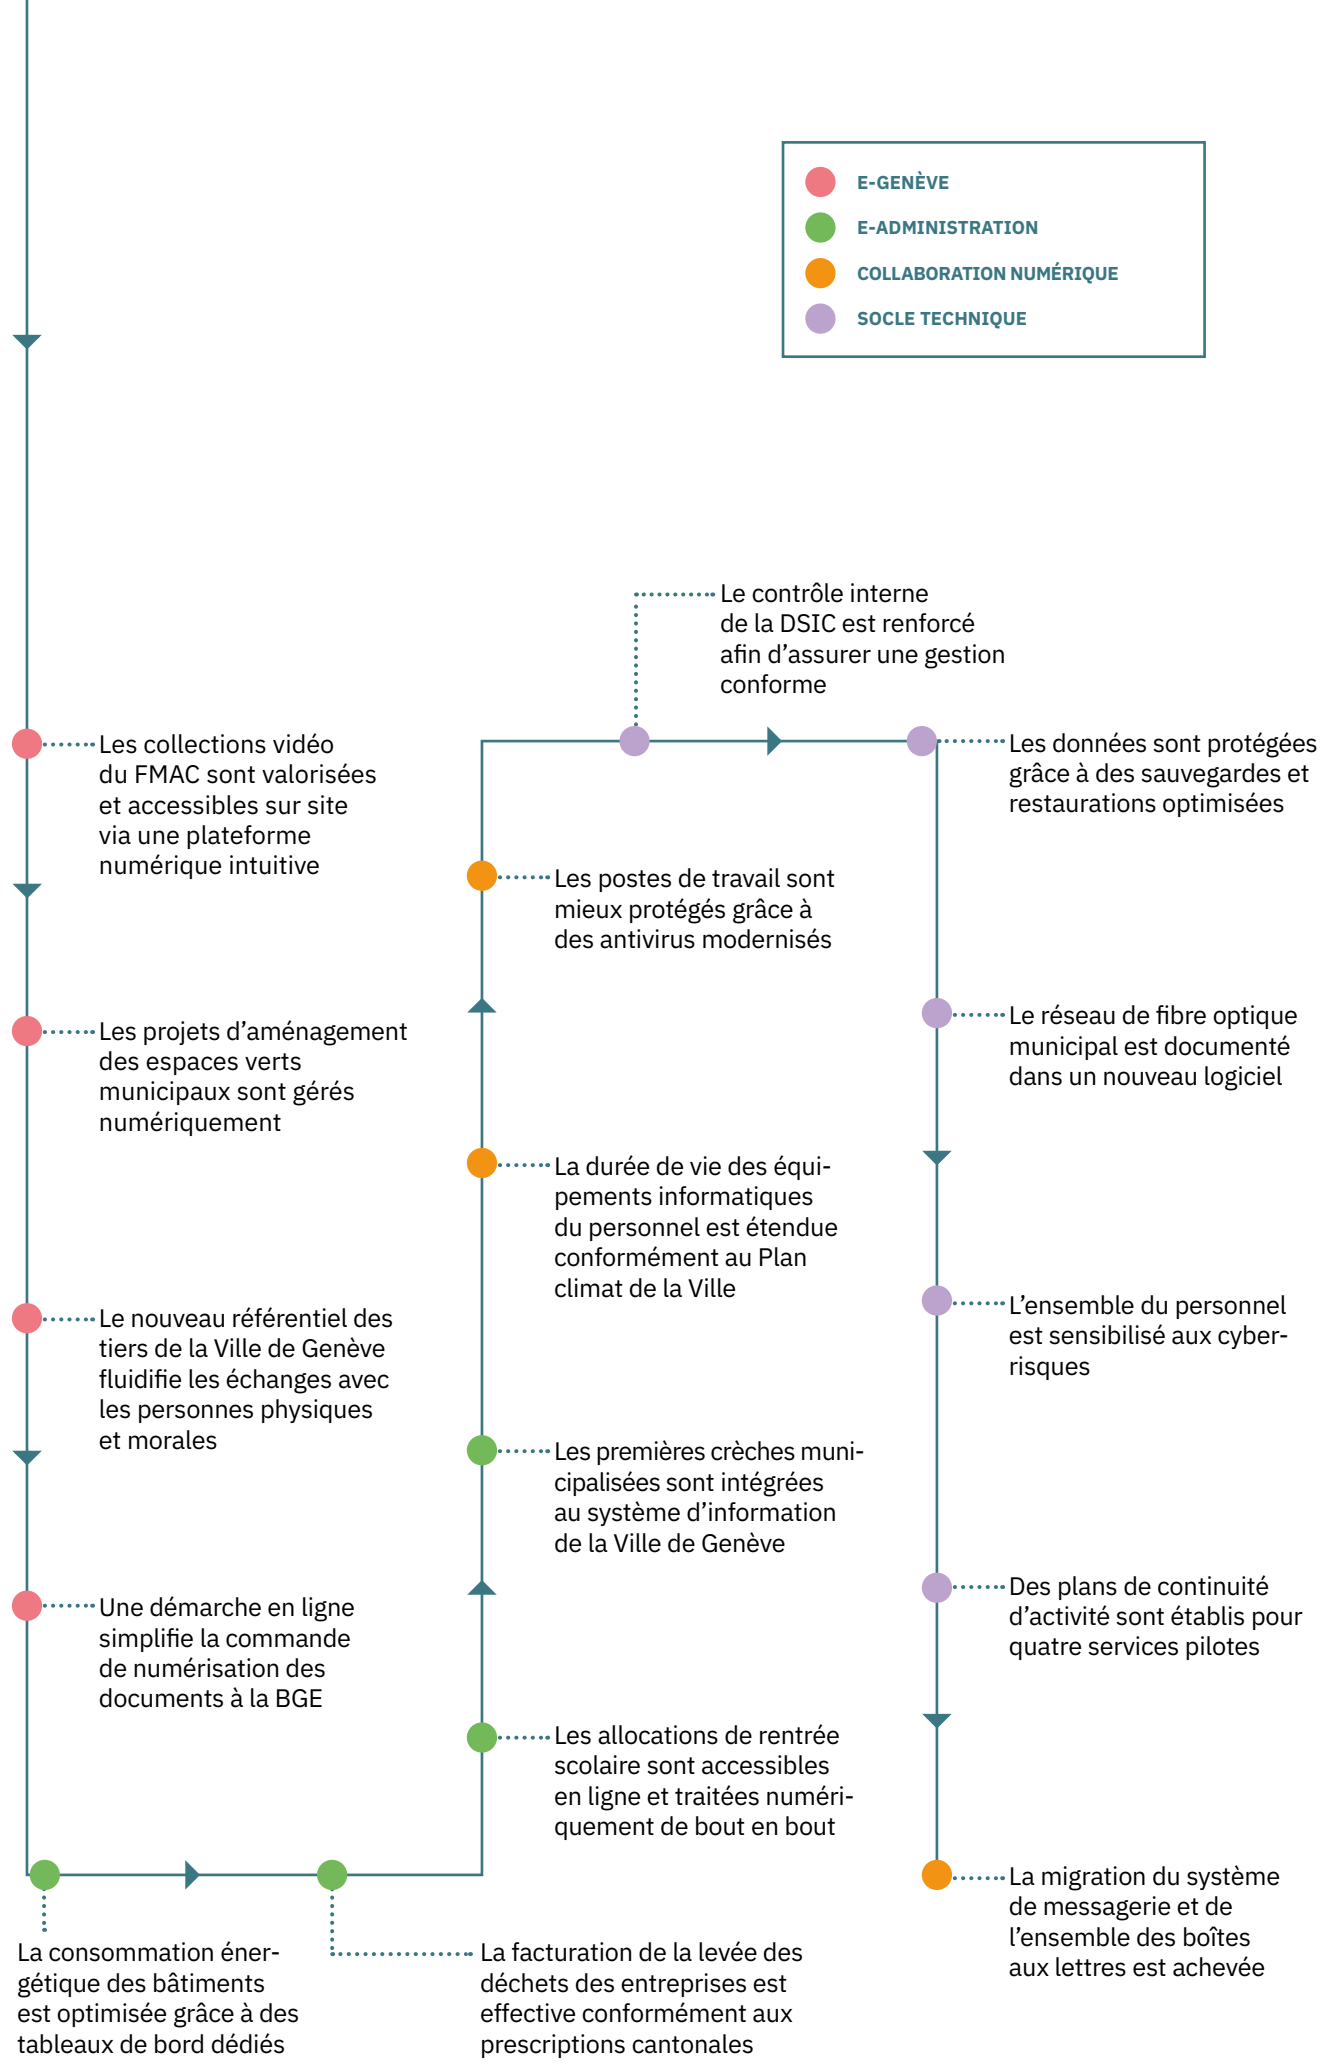 E-GENÈVE
E-ADMINISTRATION
COLLABORATION NUMÉRIQUE
SOCLE TECHNIQUE
Les collections vidéo
du FMAC sont valorisées
et accessibles sur site
via une plateforme
numérique intuitive
Les projets d’aménagement
des espaces verts
municipaux sont gérés
numériquement
Le nouveau référentiel des
tiers de la Ville de Genève
fluidifie les échanges avec
les personnes physiques
et morales
Une démarche en ligne
simplifie la commande
de numérisation des
documents à la BGE
La consommation éner-
gétique des bâtiments
est optimisée grâce à des
tableaux de bord dédiés
La facturation de la levée des
déchets des entreprises est
effective conformément aux
prescriptions cantonales
Les allocations de rentrée
scolaire sont accessibles
en ligne et traitées numéri-
quement de bout en bout
Les premières crèches muni-
cipalisées sont intégrées
au système d’information
de la Ville de Genève
La durée de vie des équi-
pements informatiques
du personnel est étendue
conformément au Plan
climat de la Ville
Les postes de travail sont
mieux protégés grâce à
des antivirus modernisés
Le contrôle interne
de la DSIC est renforcé
afin d’assurer une gestion
conforme
Les données sont protégées
grâce à des sauvegardes et
restaurations optimisées
Le réseau de fibre optique
municipal est documenté
dans un nouveau logiciel
L’ensemble du personnel
est sensibilisé aux cyber-
risques
Des plans de continuité
d’activité sont établis pour
quatre services pilotes
La migration du système
de messagerie et de
l’ensemble des boîtes
aux lettres est achevée